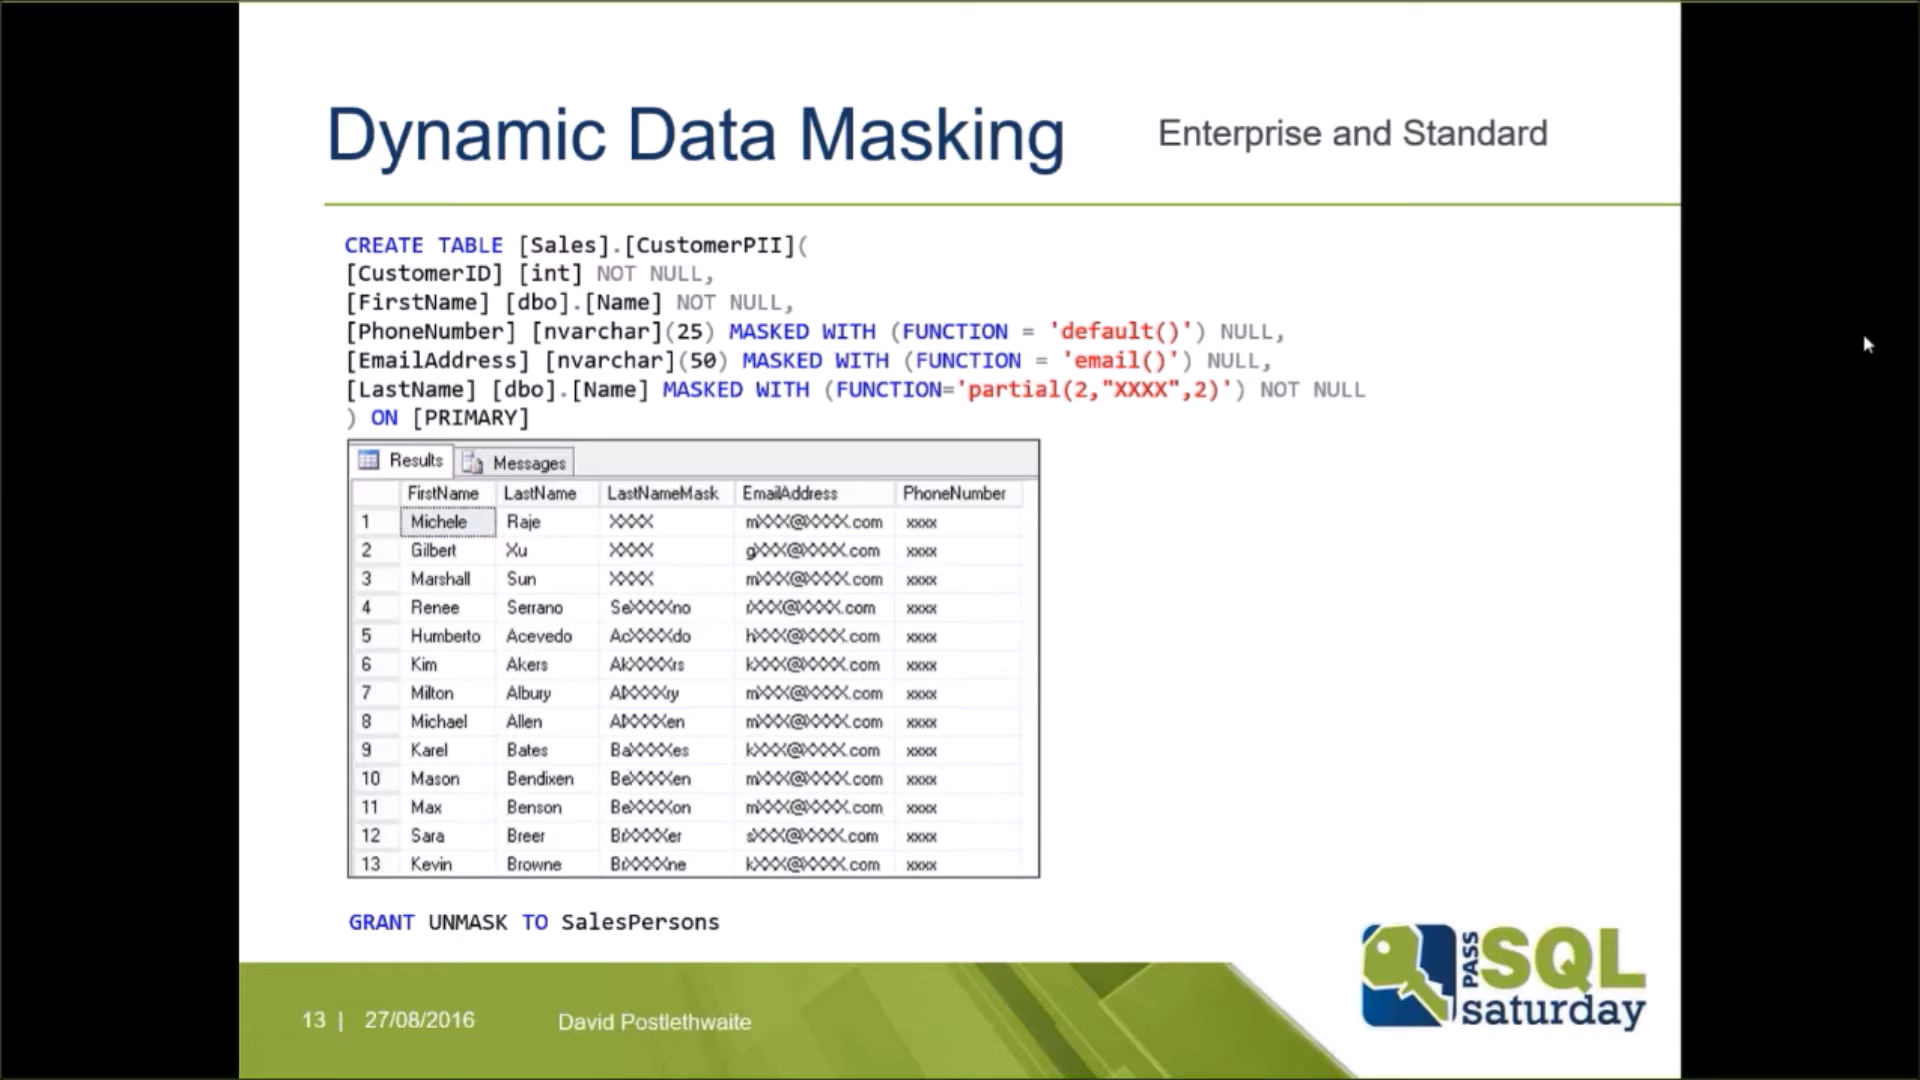 Dynamic Data Masking
Enterprise and Standard
CREATE TABLE [Sales].[CustomerPII](
[CustomerID] [int] NOT NULL,
[FirstName] [dbo].[Name] NOT NULL,
[PhoneNumber] [nvarchar](25) MASKED WITH (FUNCTION = 'default()') NULL,
[EmailAddress] [nvarchar](50) MASKED WITH (FUNCTION = 'email()') NULL,
[LastName] [dbo].[Name] MASKED WITH (FUNCTION='partial(2,"XXXX",2)') NOT NULL
) ON [PRIMARY]
Results Messages
FirstName LastName LastNameMask EmailAddress PhoneNumber
1 Michele Raje XXXX mXXX@XXXX.com xxxx
2 Gilbert Xu XXXX gXXX@XXXX.com xxxx
3 Marshall Sun XXXX mXXX@XXXX.com xxxx
4 Renee Serrano SeXXXXno rXXX@XXXX.com xxxx
5 Humberto Acevedo AcXXXXdo hXXX@XXXX.com xxxx
6 Kim Akers AkXXXXrs kXXX@XXXX.com xxxx
7 Milton Albury AlXXXXry mXXX@XXXX.com xxxx
8 Michael Allen AlXXXXen mXXX@XXXX.com xxxx
9 Karel Bates BaXXXXes kXXX@XXXX.com xxxx
10 Mason Bendixen BeXXXXen mXXX@XXXX.com xxxx
11 Max Benson BeXXXXon mXXX@XXXX.com xxxx
12 Sara Breer BrXXXXer sXXX@XXXX.com xxxx
13 Kevin Browne BrXXXXne kXXX@XXXX.com xxxx
GRANT UNMASK TO SalesPersons
13 | 27/08/2016 David Postlethwaite
PASS SQL
saturday